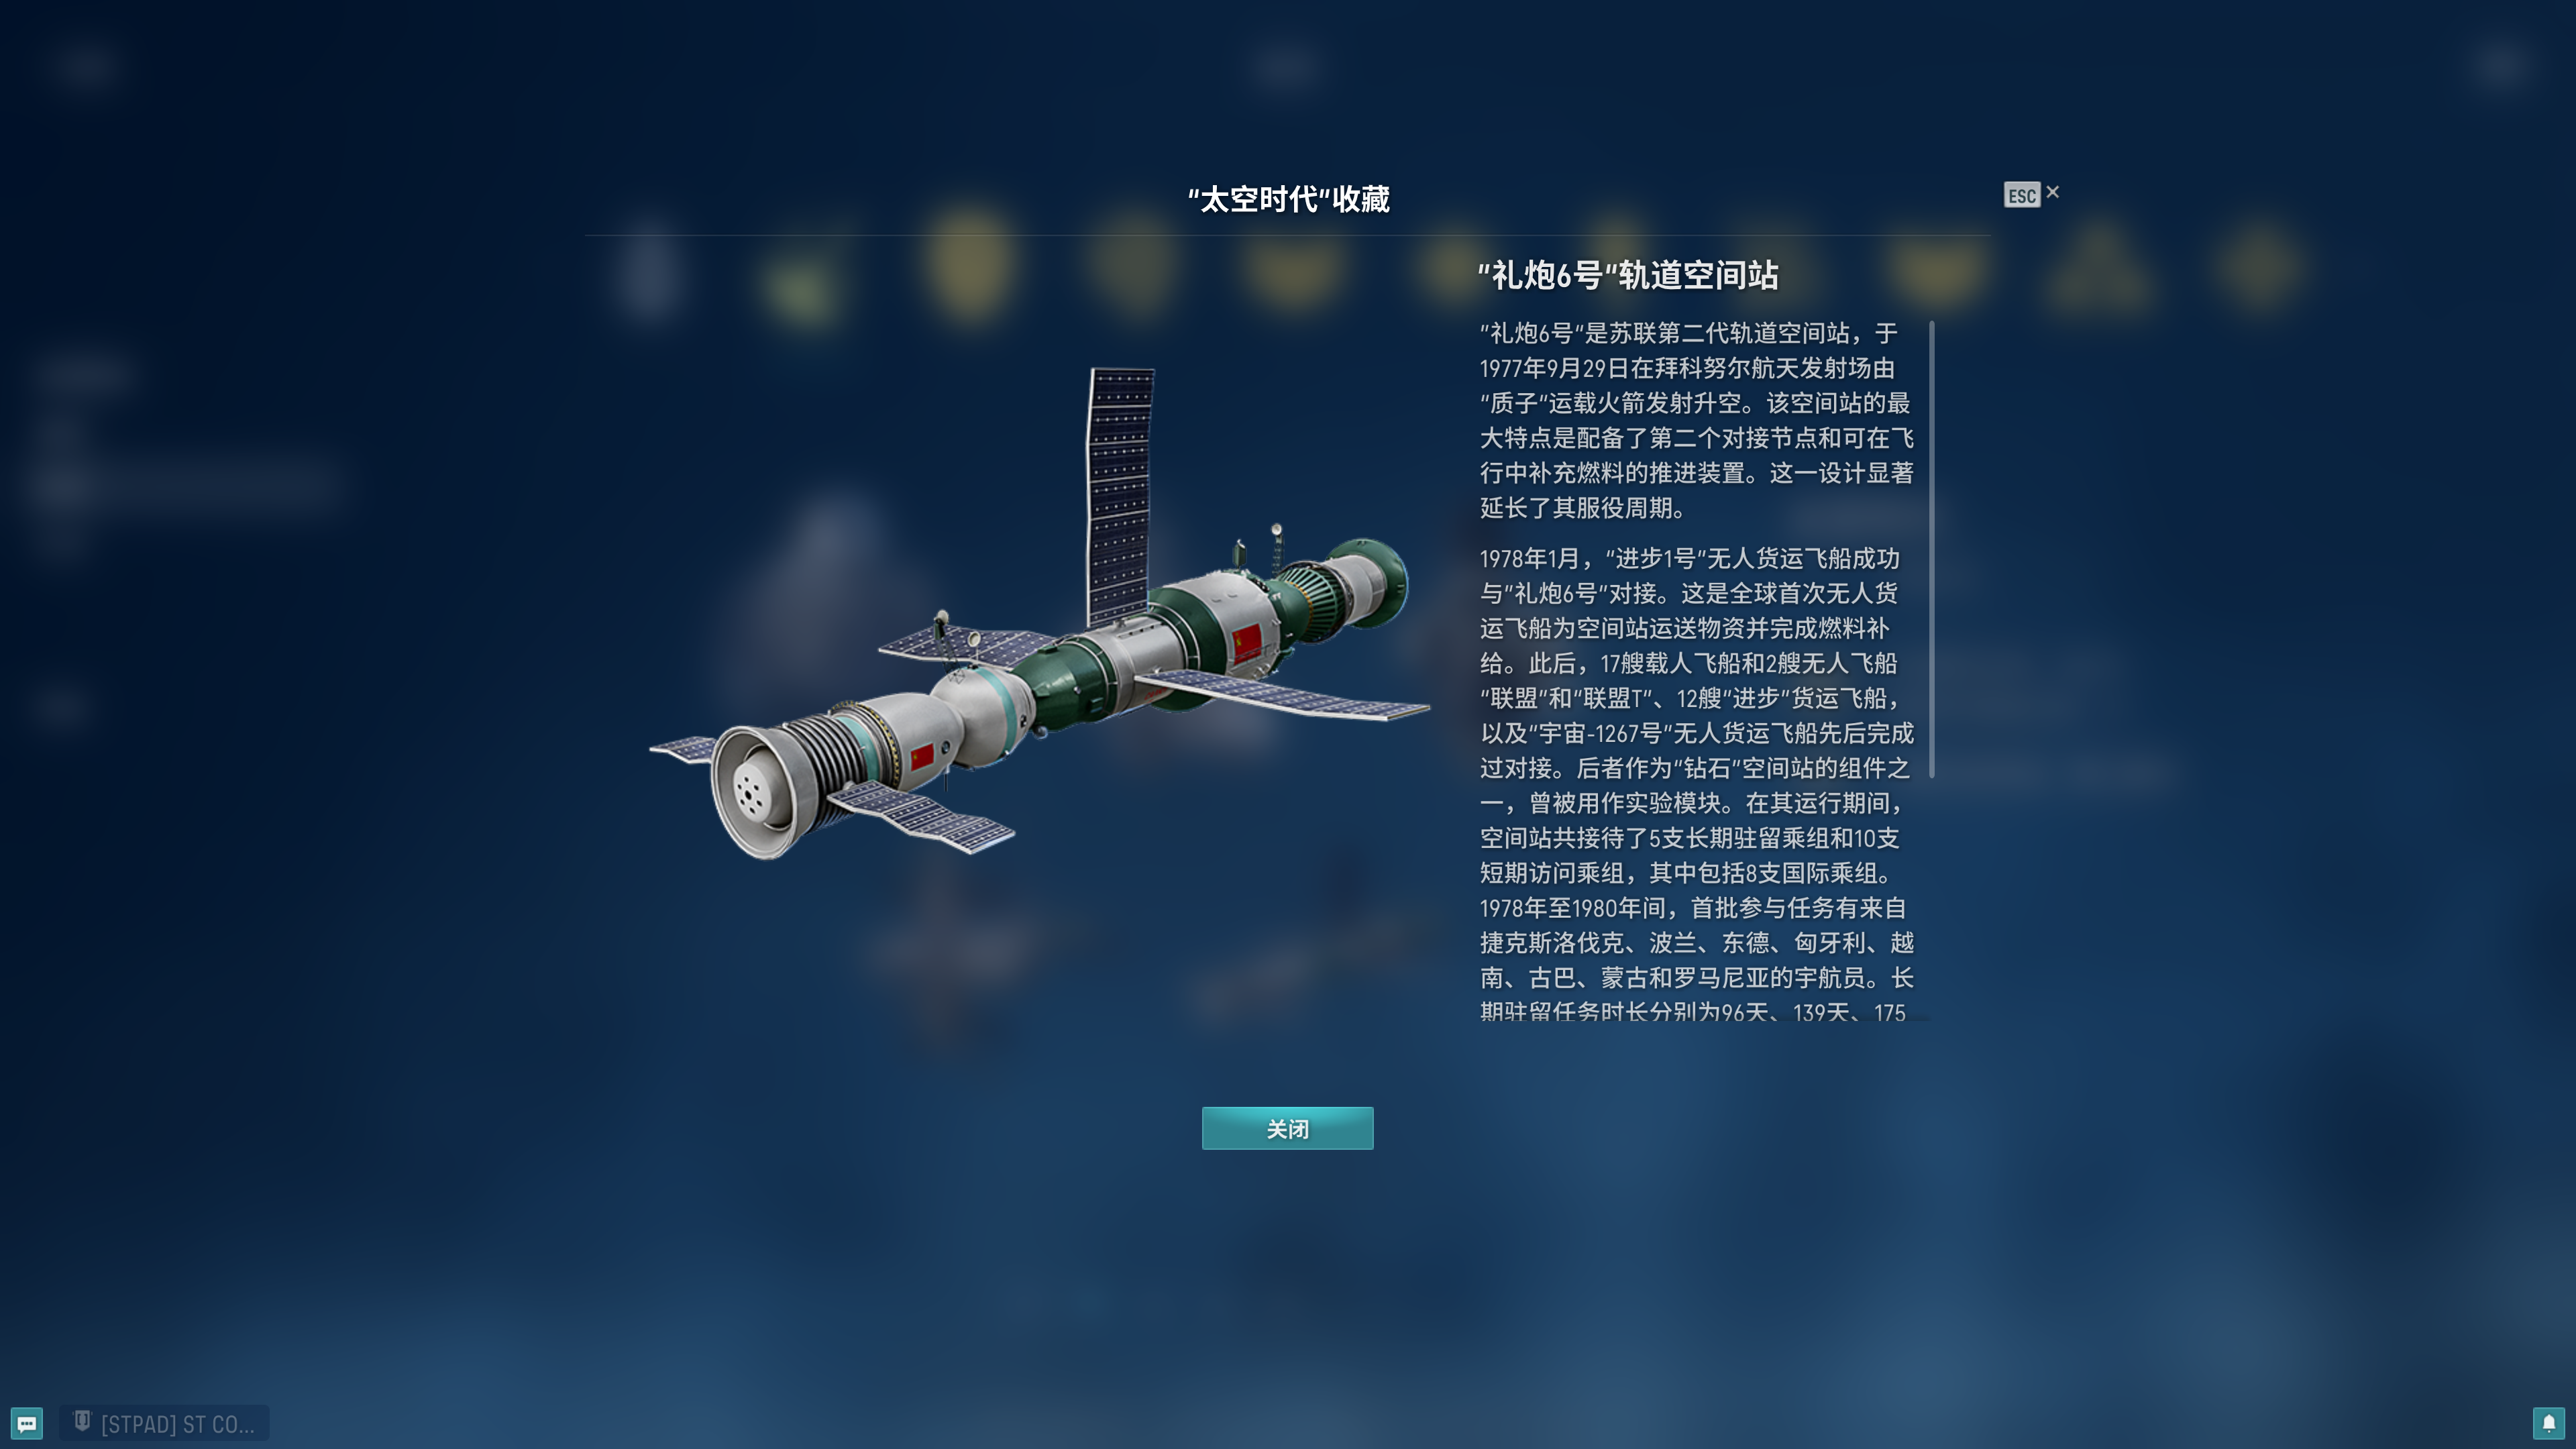 "太空时代"收藏
ESC ×
"礼炮6号"轨道空间站
"礼炮6号"是苏联第二代轨道空间站，于
1977年9月29日在拜科努尔航天发射场由
"质子"运载火箭发射升空。该空间站的最
大特点是配备了第二个对接节点和可在飞
行中补充燃料的推进装置。这一设计显著
延长了其服役周期。
1978年1月，"进步1号"无人货运飞船成功
与"礼炮6号"对接。这是全球首次无人货
运飞船为空间站运送物资并完成燃料补
给。此后，17艘载人飞船和2艘无人飞船
"联盟"和"联盟T"、12艘"进步"货运飞船，
以及"宇宙-1267号"无人货运飞船先后完成
过对接。后者作为"钻石"空间站的组件之
一，曾被用作实验模块。在其运行期间，
空间站共接待了5支长期驻留乘组和10支
短期访问乘组，其中包括8支国际乘组。
1978年至1980年间，首批参与任务有来自
捷克斯洛伐克、波兰、东德、匈牙利、越
南、古巴、蒙古和罗马尼亚的宇航员。长
期驻留任务时长分别为96天、139天、175
关闭
[STPAD] ST CO...